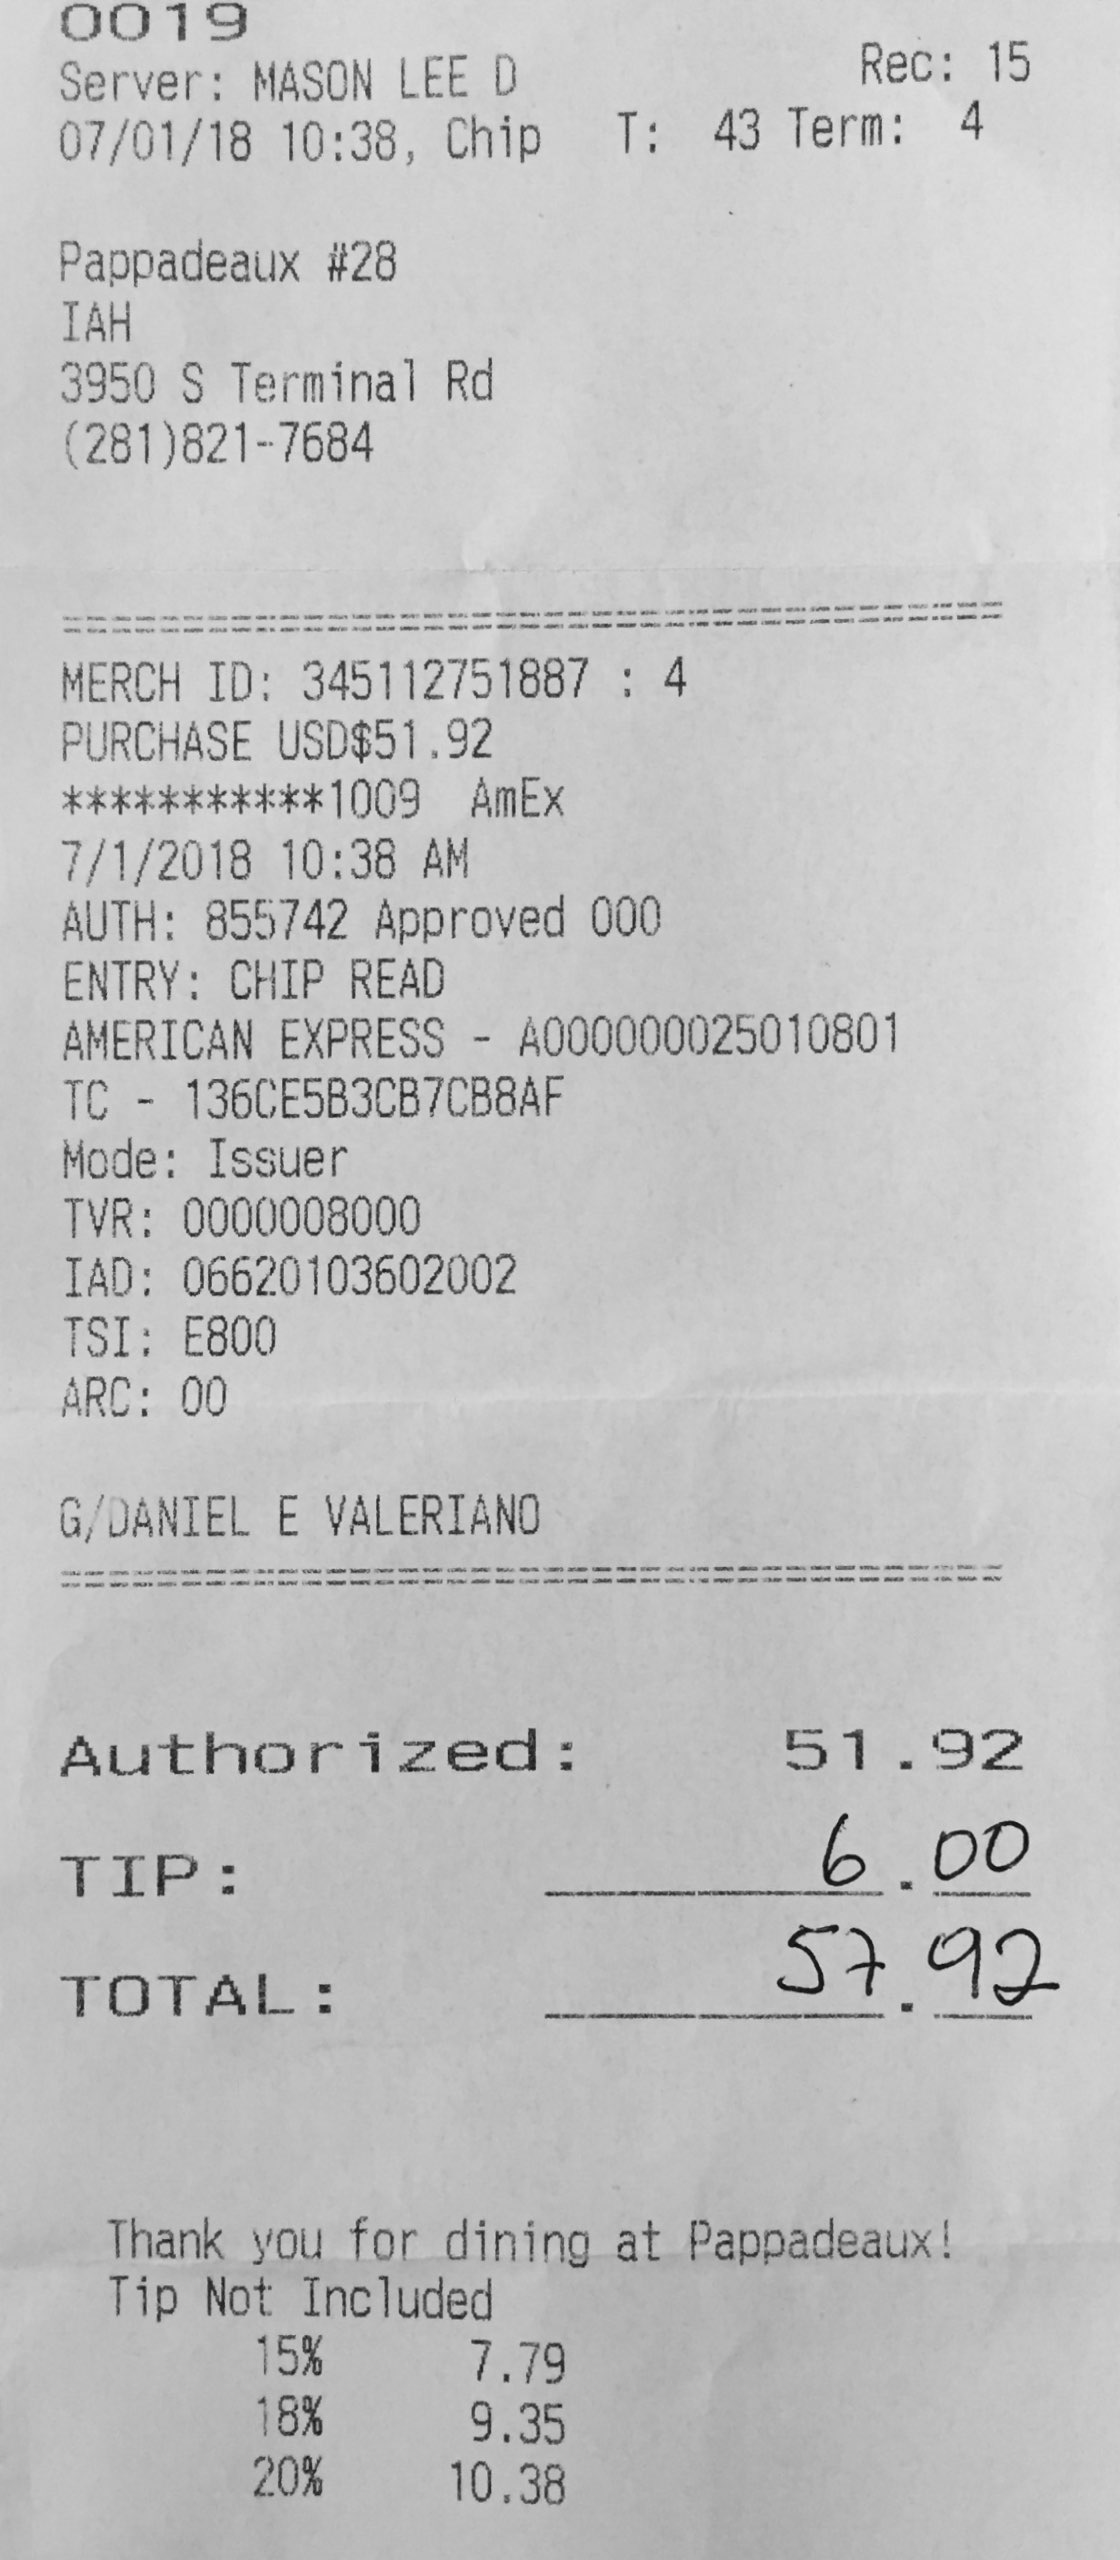 0019
Server: MASON LEE D Rec: 15
07/01/18 10:38, Chip T: 43 Term: 4
Pappadeaux #28
IAH
3950 S Terminal Rd
(281)821-7684
MERCH ID: 345112751887 : 4
PURCHASE USD$51.92
***********1009 AmEx
7/1/2018 10:38 AM
AUTH: 855742 Approved 000
ENTRY: CHIP READ
AMERICAN EXPRESS - A000000025010801
TC - 136CE5B3CB7CB8AF
Mode: Issuer
TVR: 0000008000
IAD: 06620103602002
TSI: E800
ARC: 00
G/DANIEL E VALERIANO
Authorized: 51.92
TIP: 6.00
TOTAL: 57.92
Thank you for dining at Pappadeaux!
Tip Not Included
15% 7.79
18% 9.35
20% 10.38